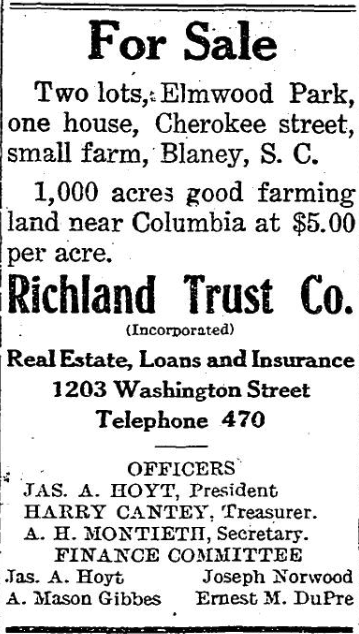 For Sale
Two lots, Elmwood Park,
one house, Cherokee street,
small farm, Blaney, S. C.
1,000 acres good farming
land near Columbia at $5.00
per acre.
Richland Trust Co.
(Incorporated)
Real Estate, Loans and Insurance
1203 Washington Street
Telephone 470
OFFICERS
JAS. A. HOYT, President
HARRY CANTEY, Treasurer.
A. H. MONTIETH, Secretary.
FINANCE COMMITTEE
Jas. A. Hoyt Joseph Norwood
A. Mason Gibbes Ernest M. DuPre